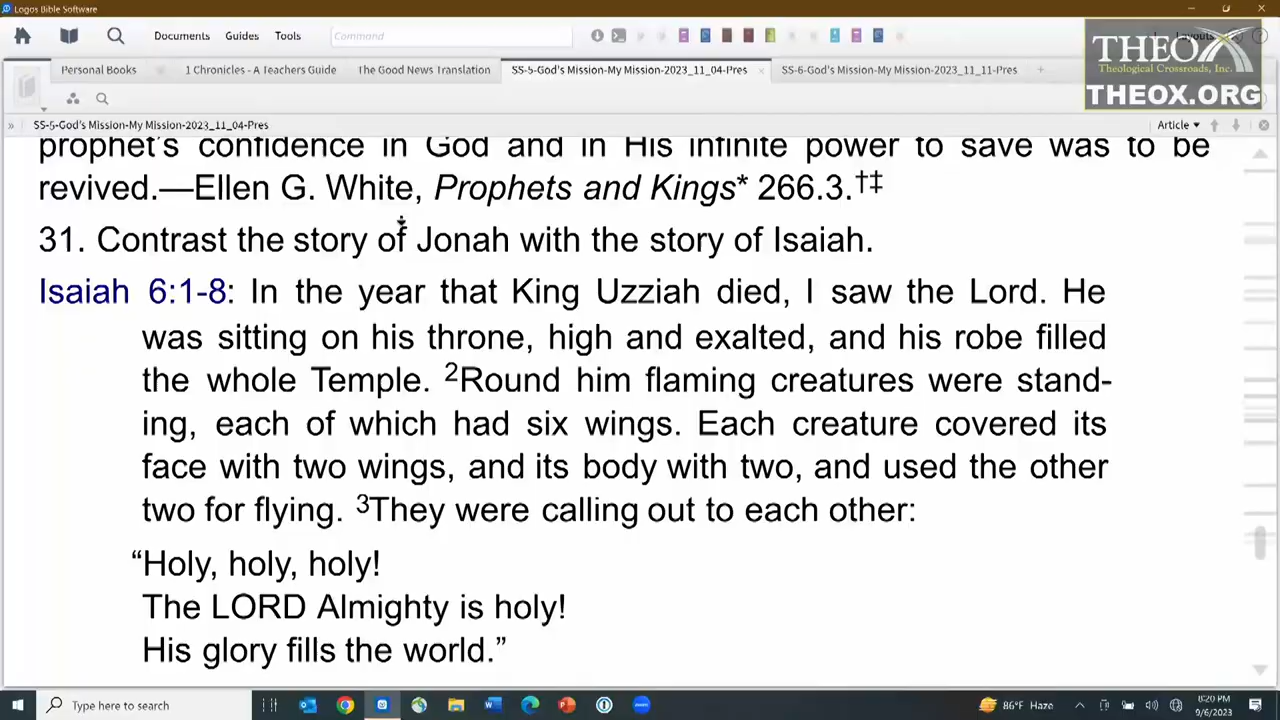 Logos Bible Software
Documents Guides Tools Command
THEOX
Theological Crossroads, Inc.
THEOX.ORG
Personal Books 1 Chronicles - A Teachers Guide The Good News Bible SS-5-God's Mission-My Mission-2023_11_04-Pres SS-6-God's Mission-My Mission-2023_11_11-Pres
SS-5-God's Mission-My Mission-2023_11_04-Pres Article
prophet's confidence in God and in His infinite power to save was to be
revived.—Ellen G. White, Prophets and Kings* 266.3.†‡
31. Contrast the story of Jonah with the story of Isaiah.
Isaiah 6:1-8: In the year that King Uzziah died, I saw the Lord. He
was sitting on his throne, high and exalted, and his robe filled
the whole Temple. ²Round him flaming creatures were stand-
ing, each of which had six wings. Each creature covered its
face with two wings, and its body with two, and used the other
two for flying. ³They were calling out to each other:
“Holy, holy, holy!
The LORD Almighty is holy!
His glory fills the world.”
Type here to search 86°F Haze 8:20 PM
9/6/2023